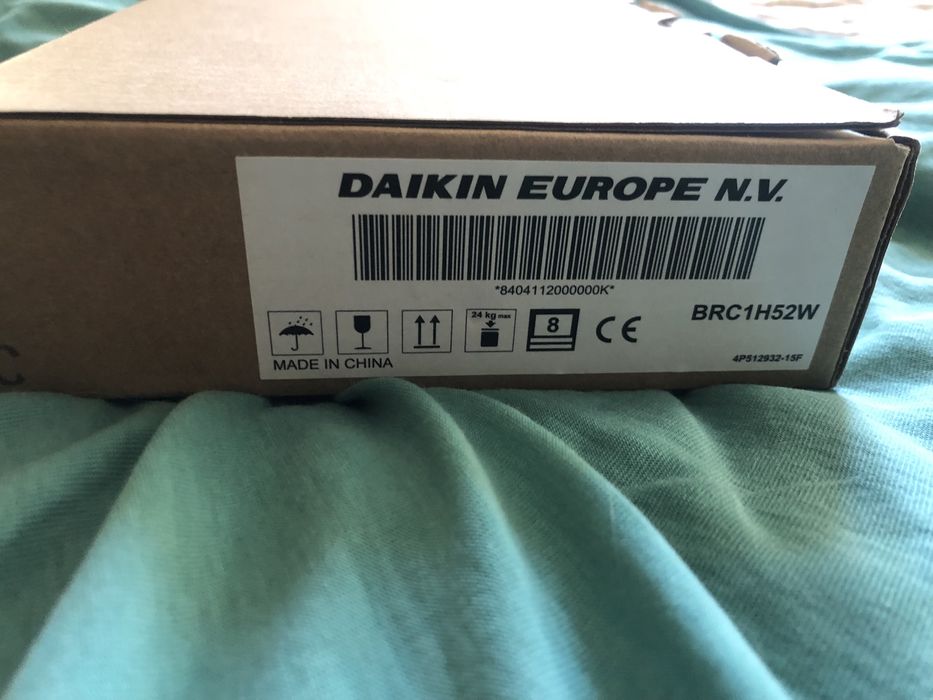 DAIKIN EUROPE N.V.
*8404112000000K*
24 kg max
8
CE
BRC1H52W
MADE IN CHINA
4P512932-15F
C